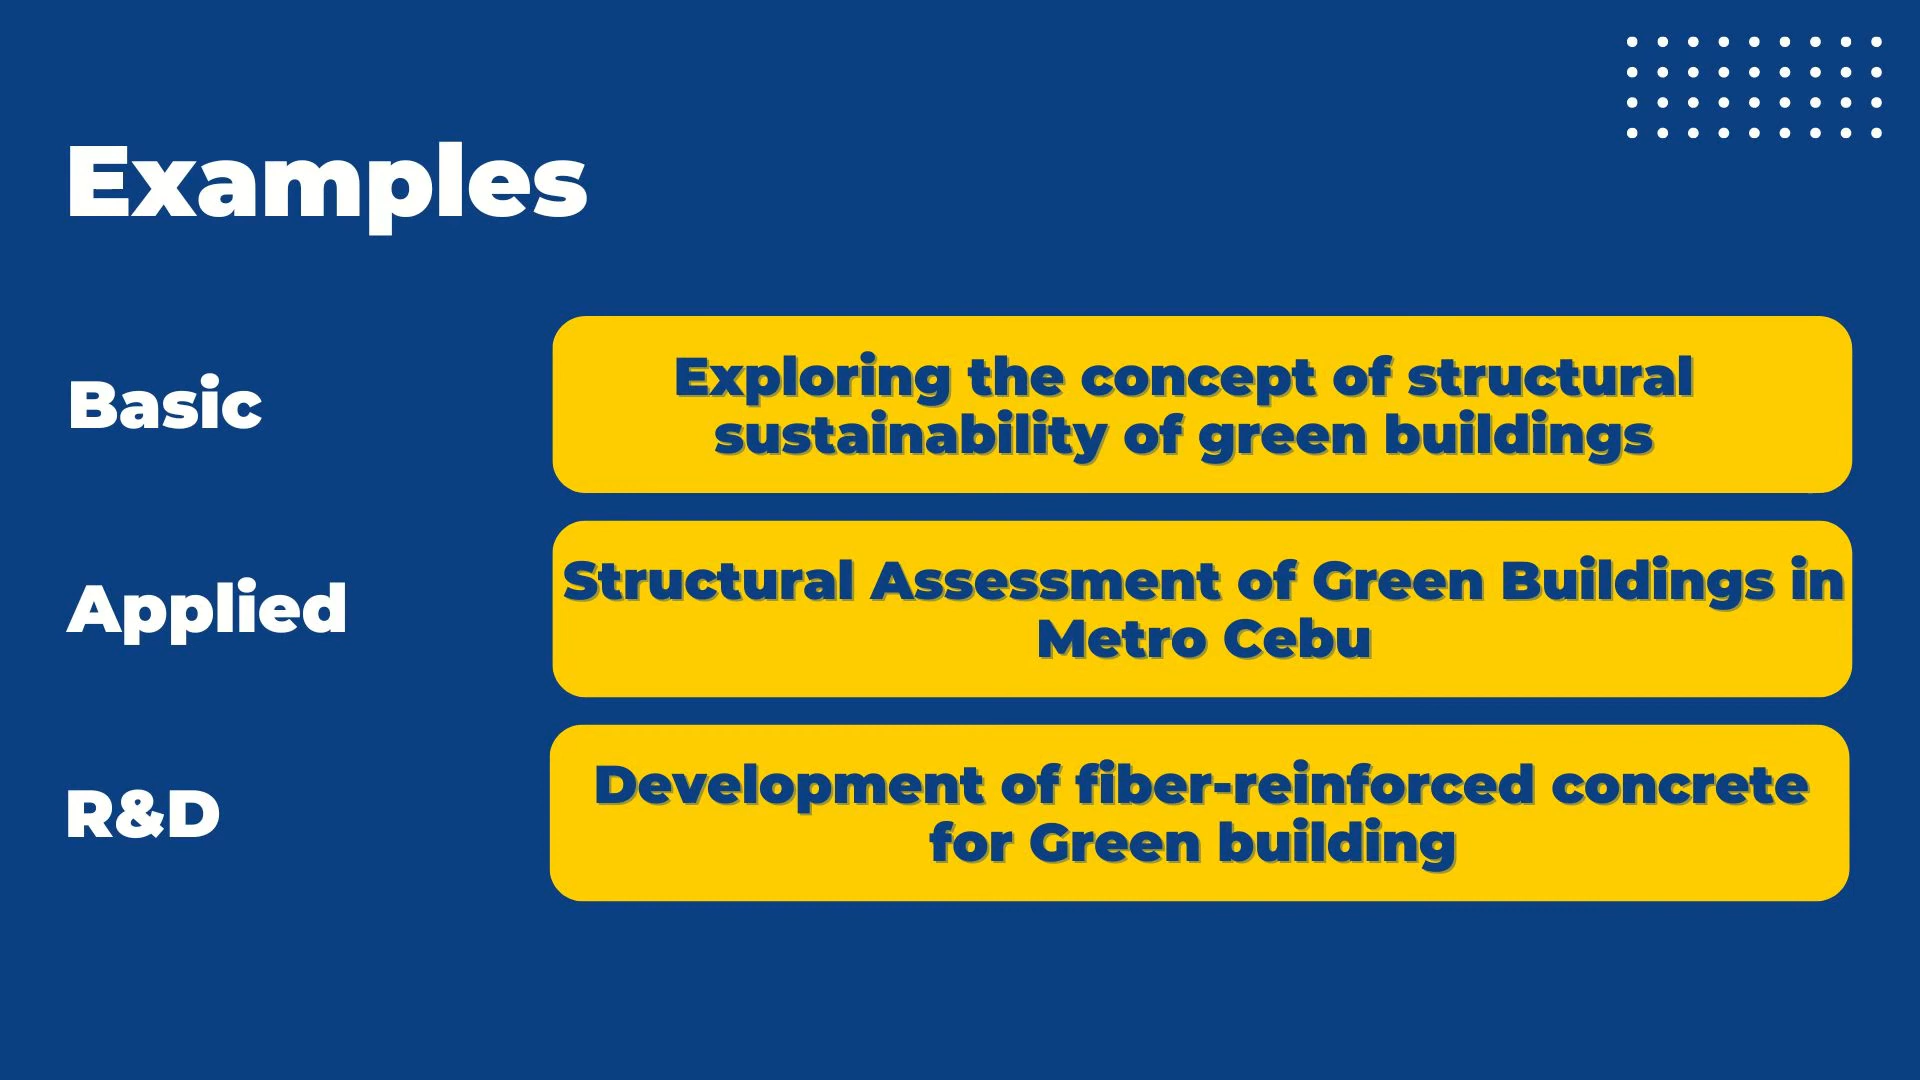 Examples
Basic
Exploring the concept of structural
sustainability of green buildings
Applied
Structural Assessment of Green Buildings in
Metro Cebu
R&D
Development of fiber-reinforced concrete
for Green building